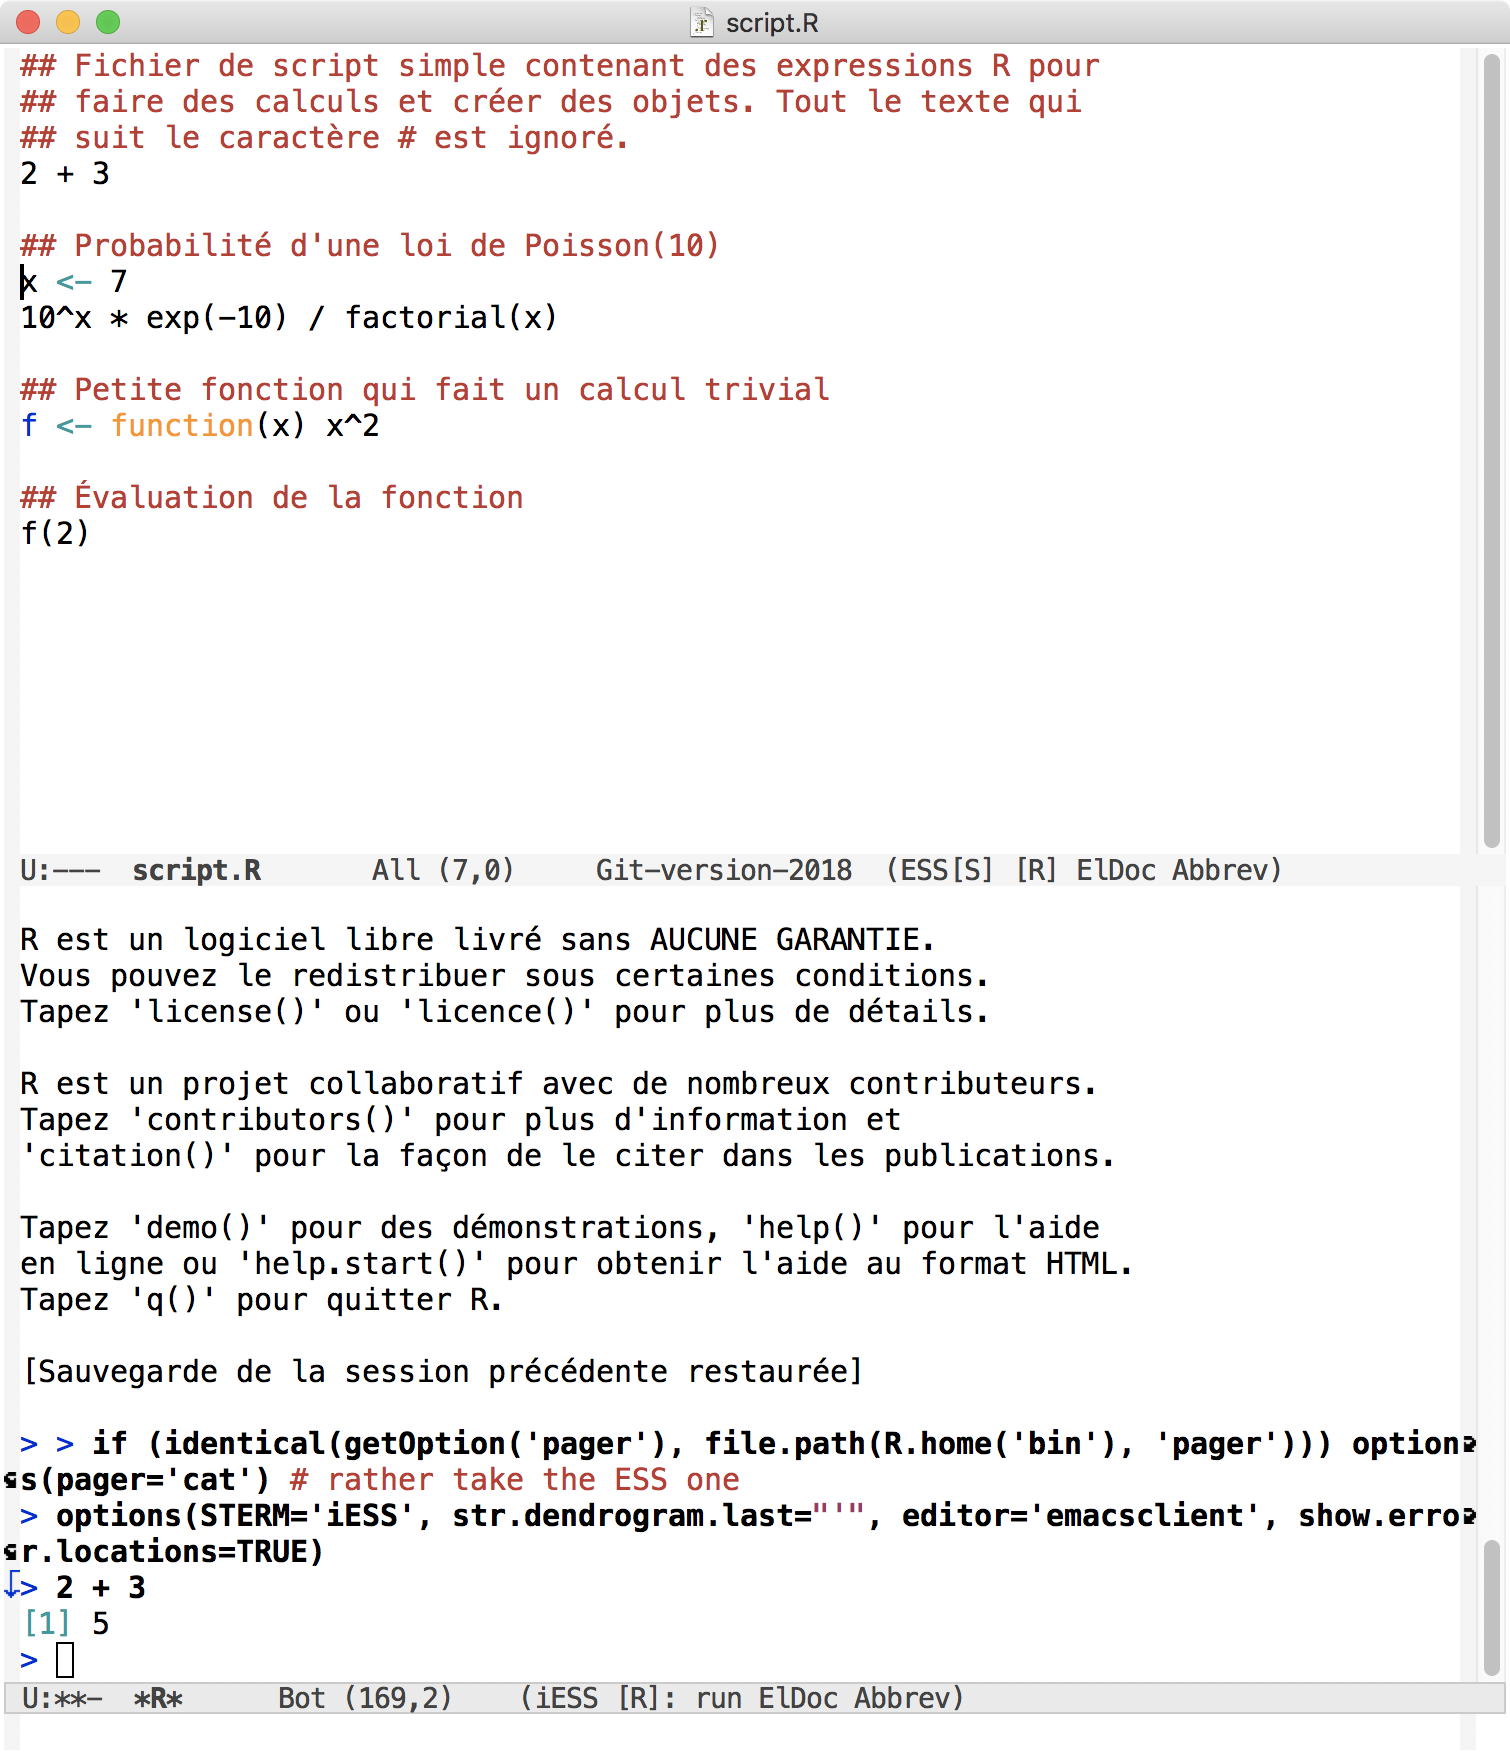 script.R
## Fichier de script simple contenant des expressions R pour
## faire des calculs et créer des objets. Tout le texte qui
## suit le caractère # est ignoré.
2 + 3
## Probabilité d'une loi de Poisson(10)
x <- 7
10^x * exp(-10) / factorial(x)
## Petite fonction qui fait un calcul trivial
f <- function(x) x^2
## Évaluation de la fonction
f(2)
U:--- script.R All (7,0) Git-version-2018 (ESS[S] [R] ElDoc Abbrev)
R est un logiciel libre livré sans AUCUNE GARANTIE.
Vous pouvez le redistribuer sous certaines conditions.
Tapez 'license()' ou 'licence()' pour plus de détails.
R est un projet collaboratif avec de nombreux contributeurs.
Tapez 'contributors()' pour plus d'information et
'citation()' pour la façon de le citer dans les publications.
Tapez 'demo()' pour des démonstrations, 'help()' pour l'aide
en ligne ou 'help.start()' pour obtenir l'aide au format HTML.
Tapez 'q()' pour quitter R.
[Sauvegarde de la session précédente restaurée]
> > if (identical(getOption('pager'), file.path(R.home('bin'), 'pager'))) option
s(pager='cat') # rather take the ESS one
> options(STERM='iESS', str.dendrogram.last="'", editor='emacsclient', show.erro
r.locations=TRUE)
> 2 + 3
[1] 5
>
U:**- *R* Bot (169,2) (iESS [R]: run ElDoc Abbrev)